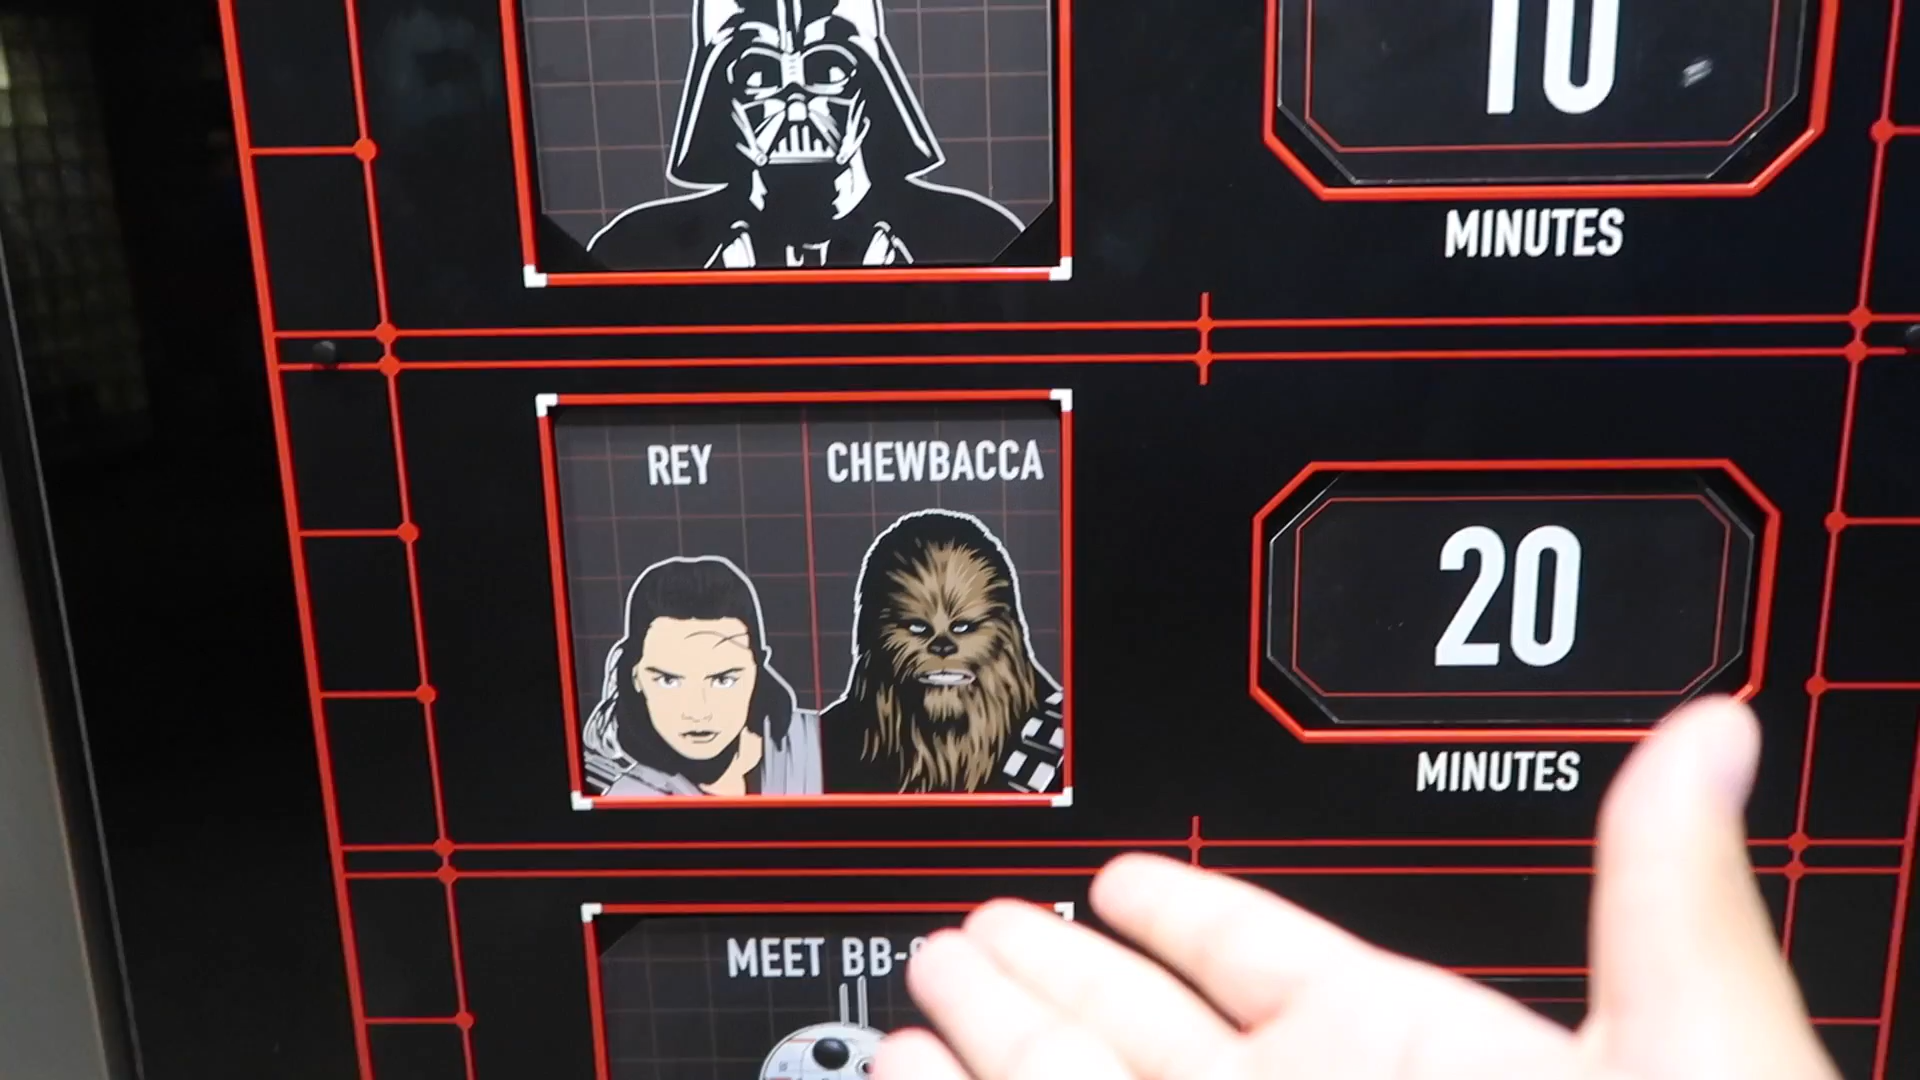 10
MINUTES
REY CHEWBACCA
20
MINUTES
MEET BB-